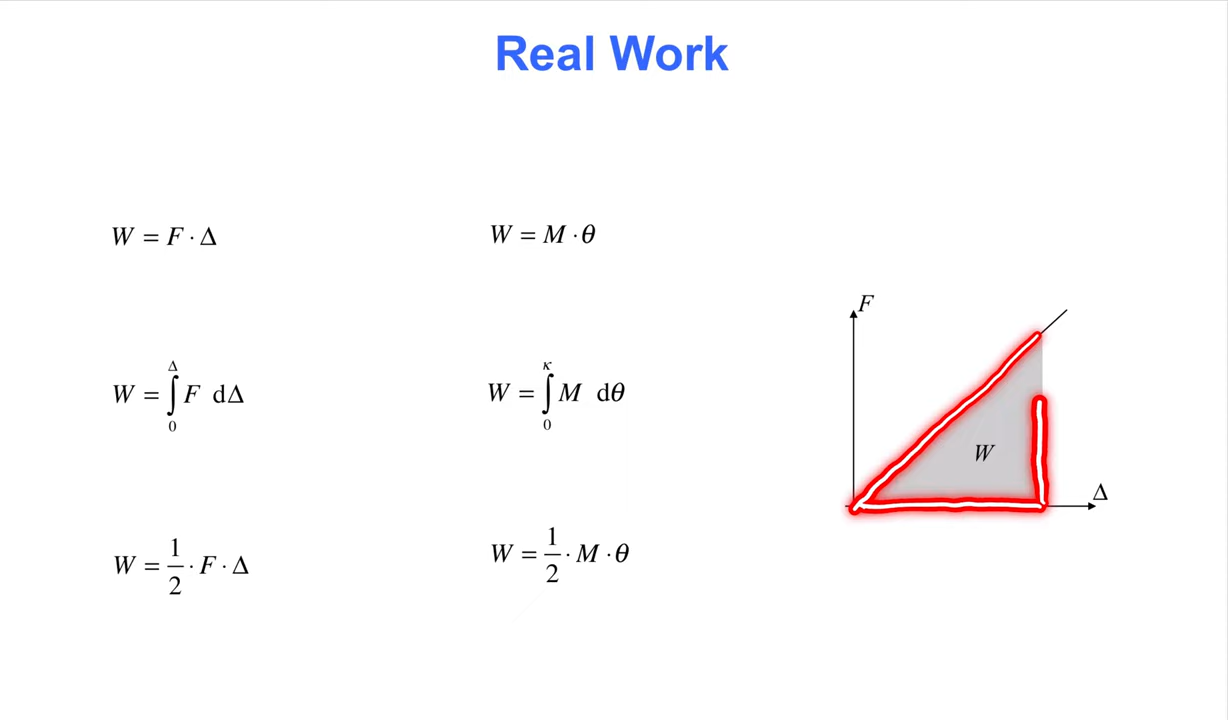 Real Work
W = F · Δ
W = M · θ
W = ∫₀^Δ F dΔ
W = ∫₀^κ M dθ
W = 1/2 · F · Δ
W = 1/2 · M · θ
F
W
Δ